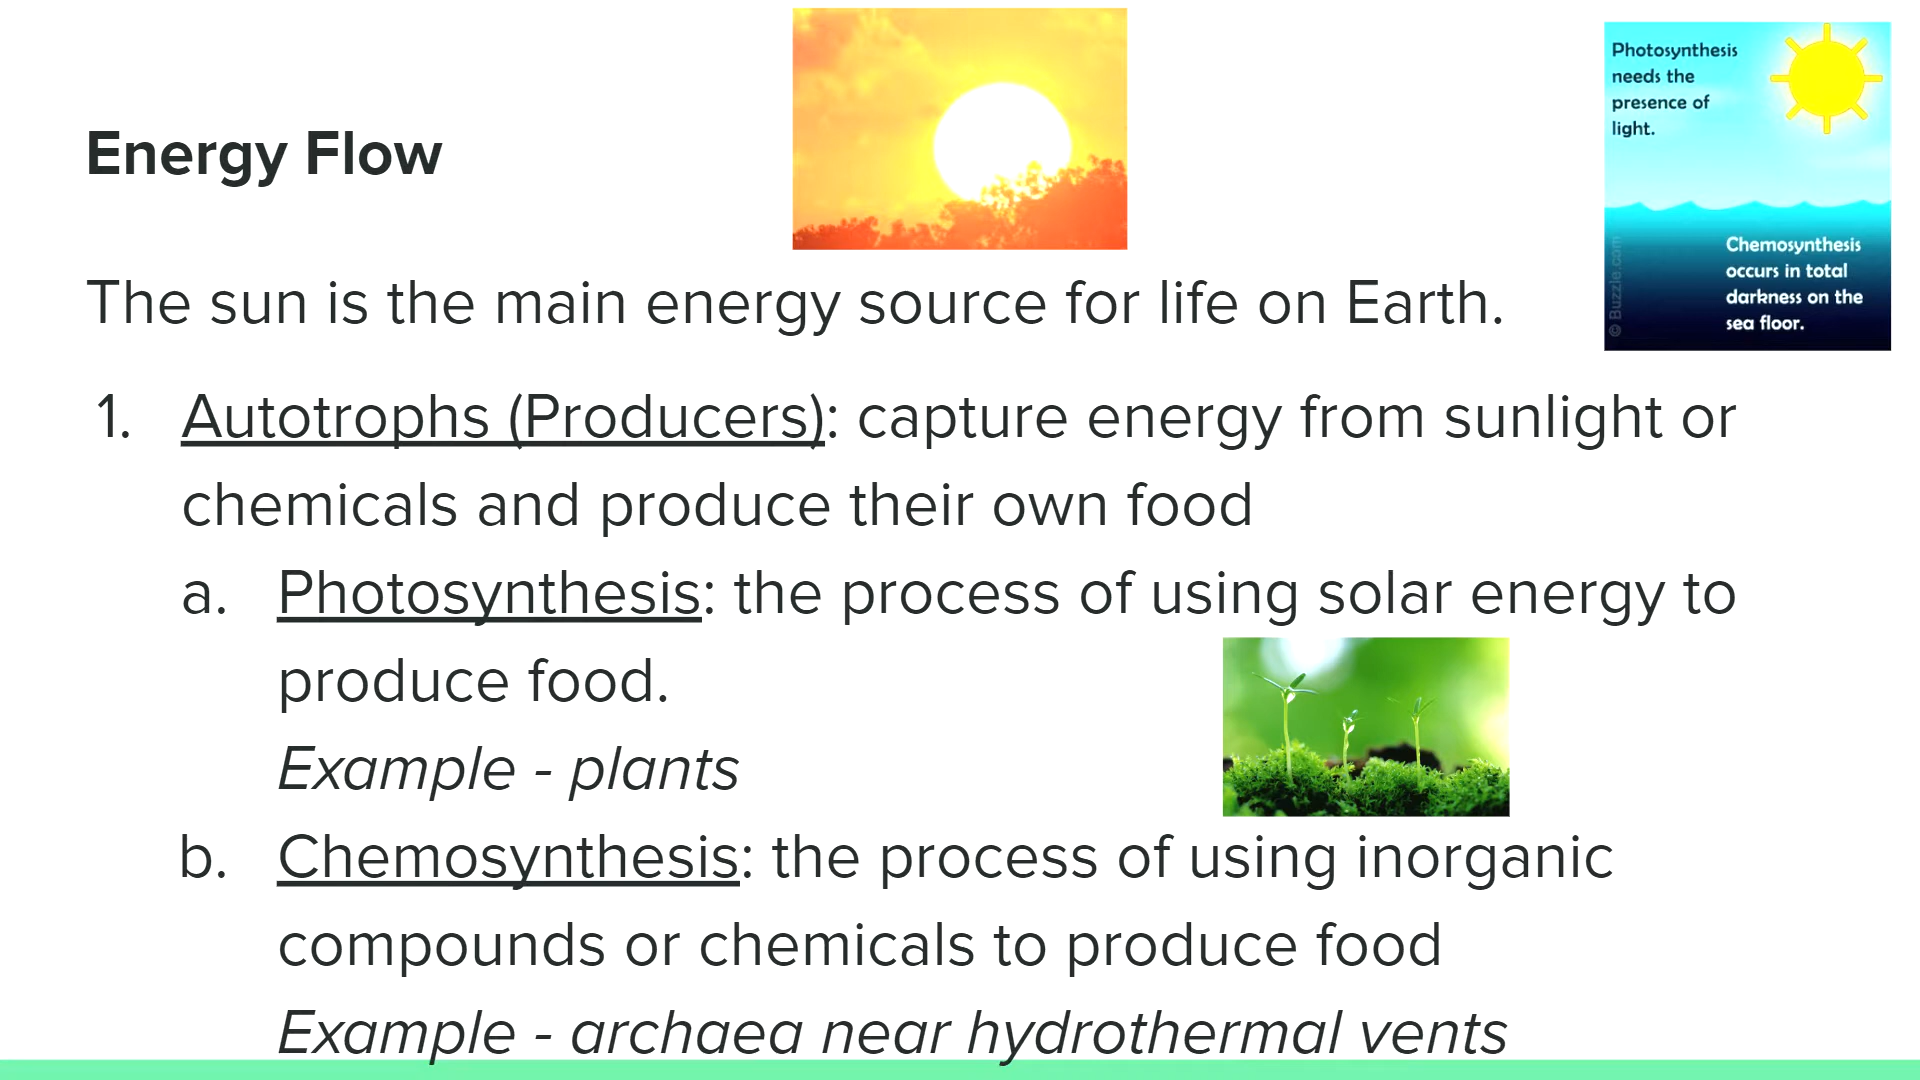 Energy Flow
Photosynthesis
needs the
presence of
light.
Chemosynthesis
occurs in total
darkness on the
sea floor.
© Buzzle.com
The sun is the main energy source for life on Earth.
1. Autotrophs (Producers): capture energy from sunlight or
chemicals and produce their own food
a. Photosynthesis: the process of using solar energy to
produce food.
Example - plants
b. Chemosynthesis: the process of using inorganic
compounds or chemicals to produce food
Example - archaea near hydrothermal vents